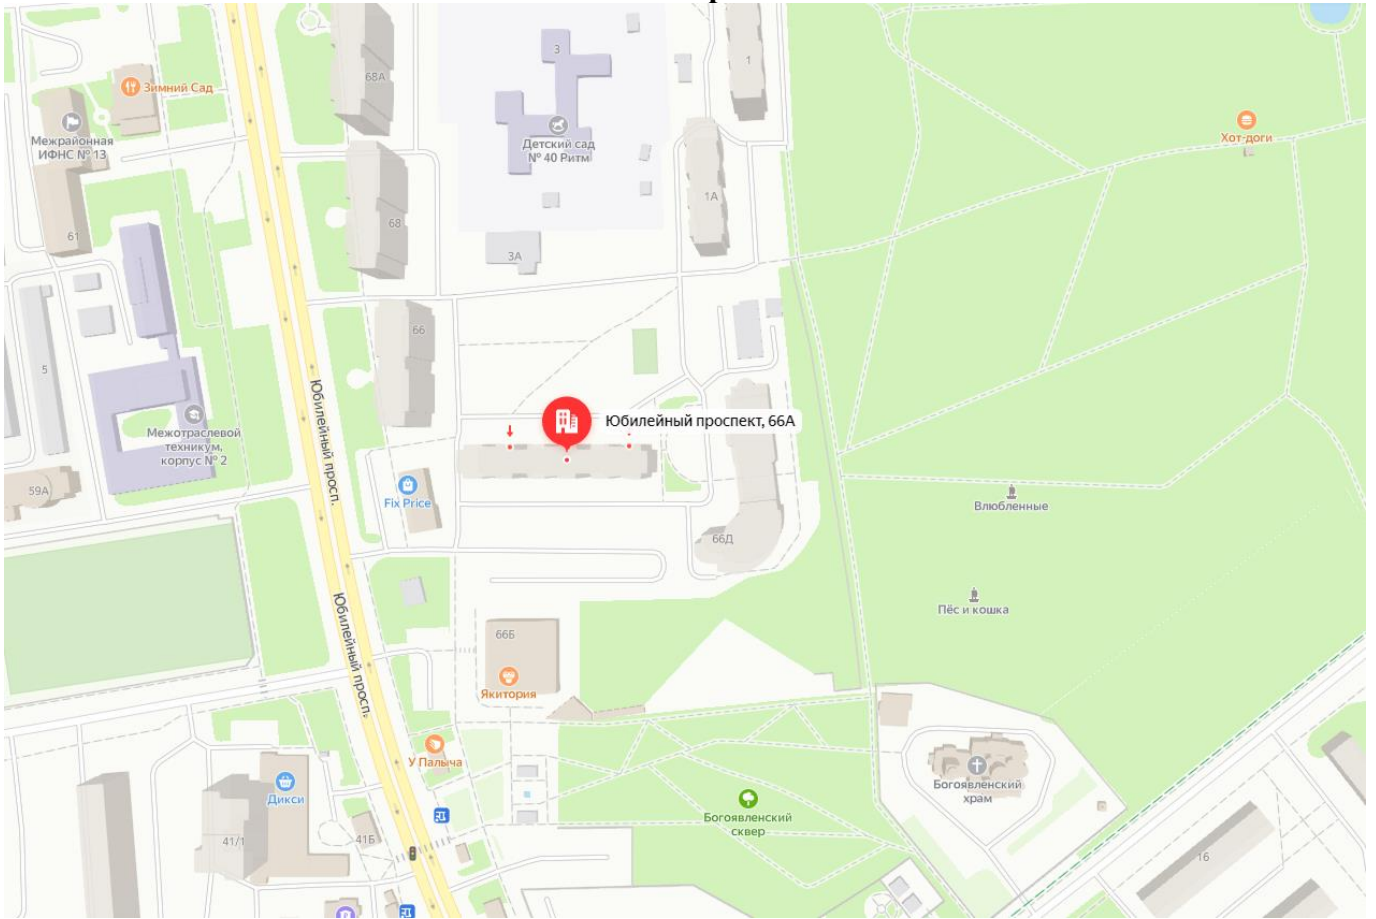 3
1
68А
Зимний Сад
Хот-доги
Межрайонная
ИФНС № 13
Детский сад
№ 40 Ритм
1А
68
61
3А
66
5
Юбилейный просп.
Юбилейный проспект, 66А
Межотраслевой
техникум,
корпус № 2
59А
Fix Price
Влюбленные
66Д
Юбилейный просп.
Пёс и кошка
66Б
Якитория
У Палыча
Дикси
Богоявленский
храм
Богоявленский
сквер
41/1
41Б
16